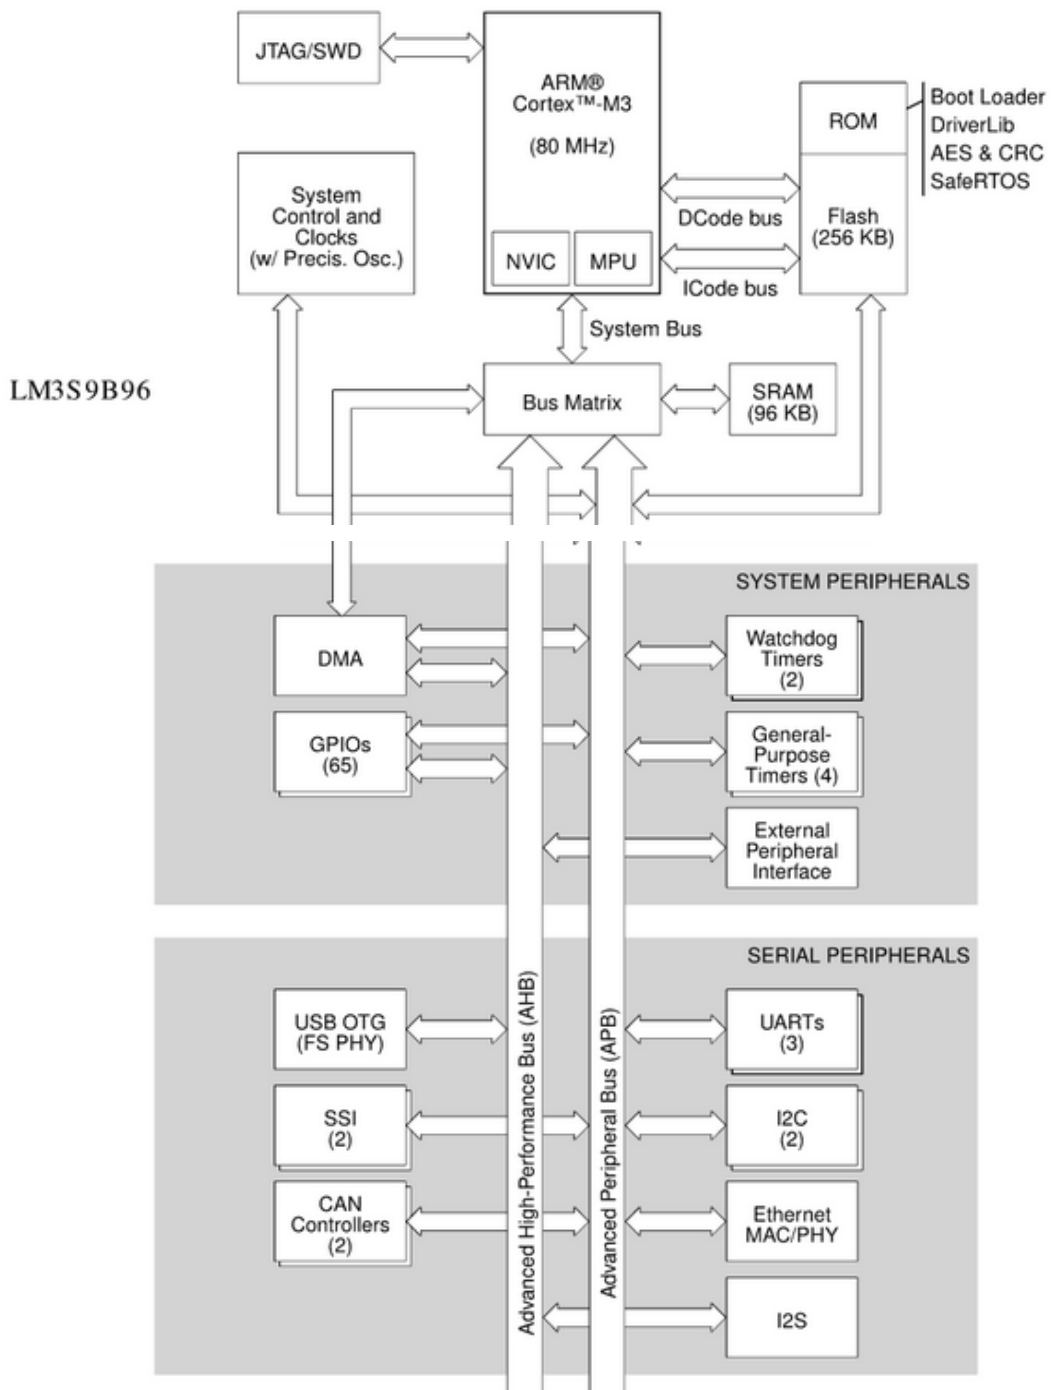 JTAG/SWD
ARM®
Cortex™-M3
(80 MHz)
NVIC
MPU
ROM
Boot Loader
DriverLib
AES & CRC
SafeRTOS
Flash
(256 KB)
DCode bus
ICode bus
System
Control and
Clocks
(w/ Precis. Osc.)
System Bus
LM3S9B96
Bus Matrix
SRAM
(96 KB)
SYSTEM PERIPHERALS
DMA
Watchdog
Timers
(2)
GPIOs
(65)
General-
Purpose
Timers (4)
External
Peripheral
Interface
SERIAL PERIPHERALS
Advanced High-Performance Bus (AHB)
Advanced Peripheral Bus (APB)
USB OTG
(FS PHY)
UARTs
(3)
SSI
(2)
I2C
(2)
CAN
Controllers
(2)
Ethernet
MAC/PHY
I2S